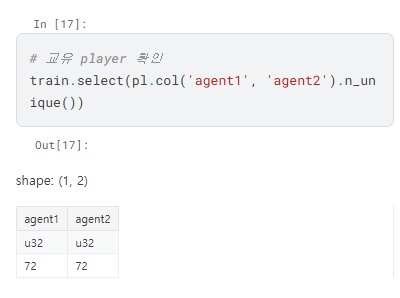 In [17]:
# 교유 player 확인
train.select(pl.col('agent1', 'agent2').n_un
ique())
Out[17]:
shape: (1, 2)
agent1 agent2
u32 u32
72 72